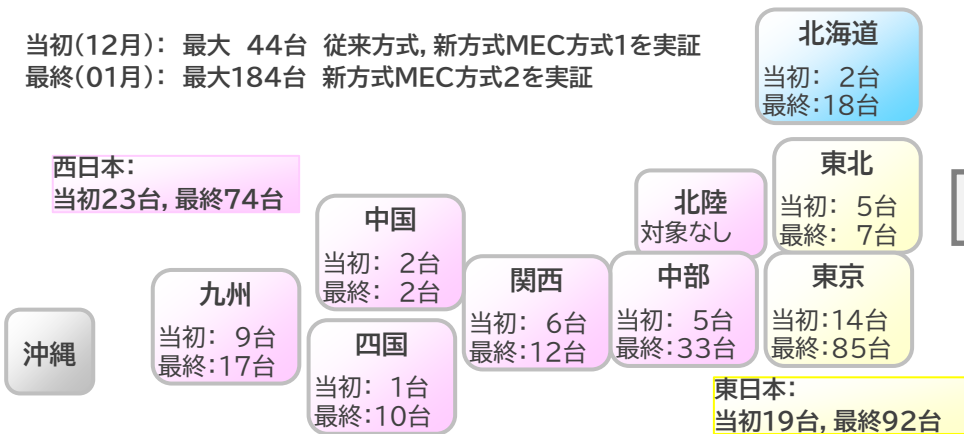 当初(12月): 最大 44台 従来方式,新方式MEC方式1を実証
最終(01月): 最大184台 新方式MEC方式2を実証
北海道
当初: 2台
最終:18台
西日本:
当初23台, 最終74台
東北
当初: 5台
最終: 7台
北陸
対象なし
中国
当初: 2台
最終: 2台
関西
当初: 6台
最終:12台
中部
当初: 5台
最終:33台
東京
当初:14台
最終:85台
九州
当初: 9台
最終:17台
四国
当初: 1台
最終:10台
沖縄
東日本:
当初19台, 最終92台